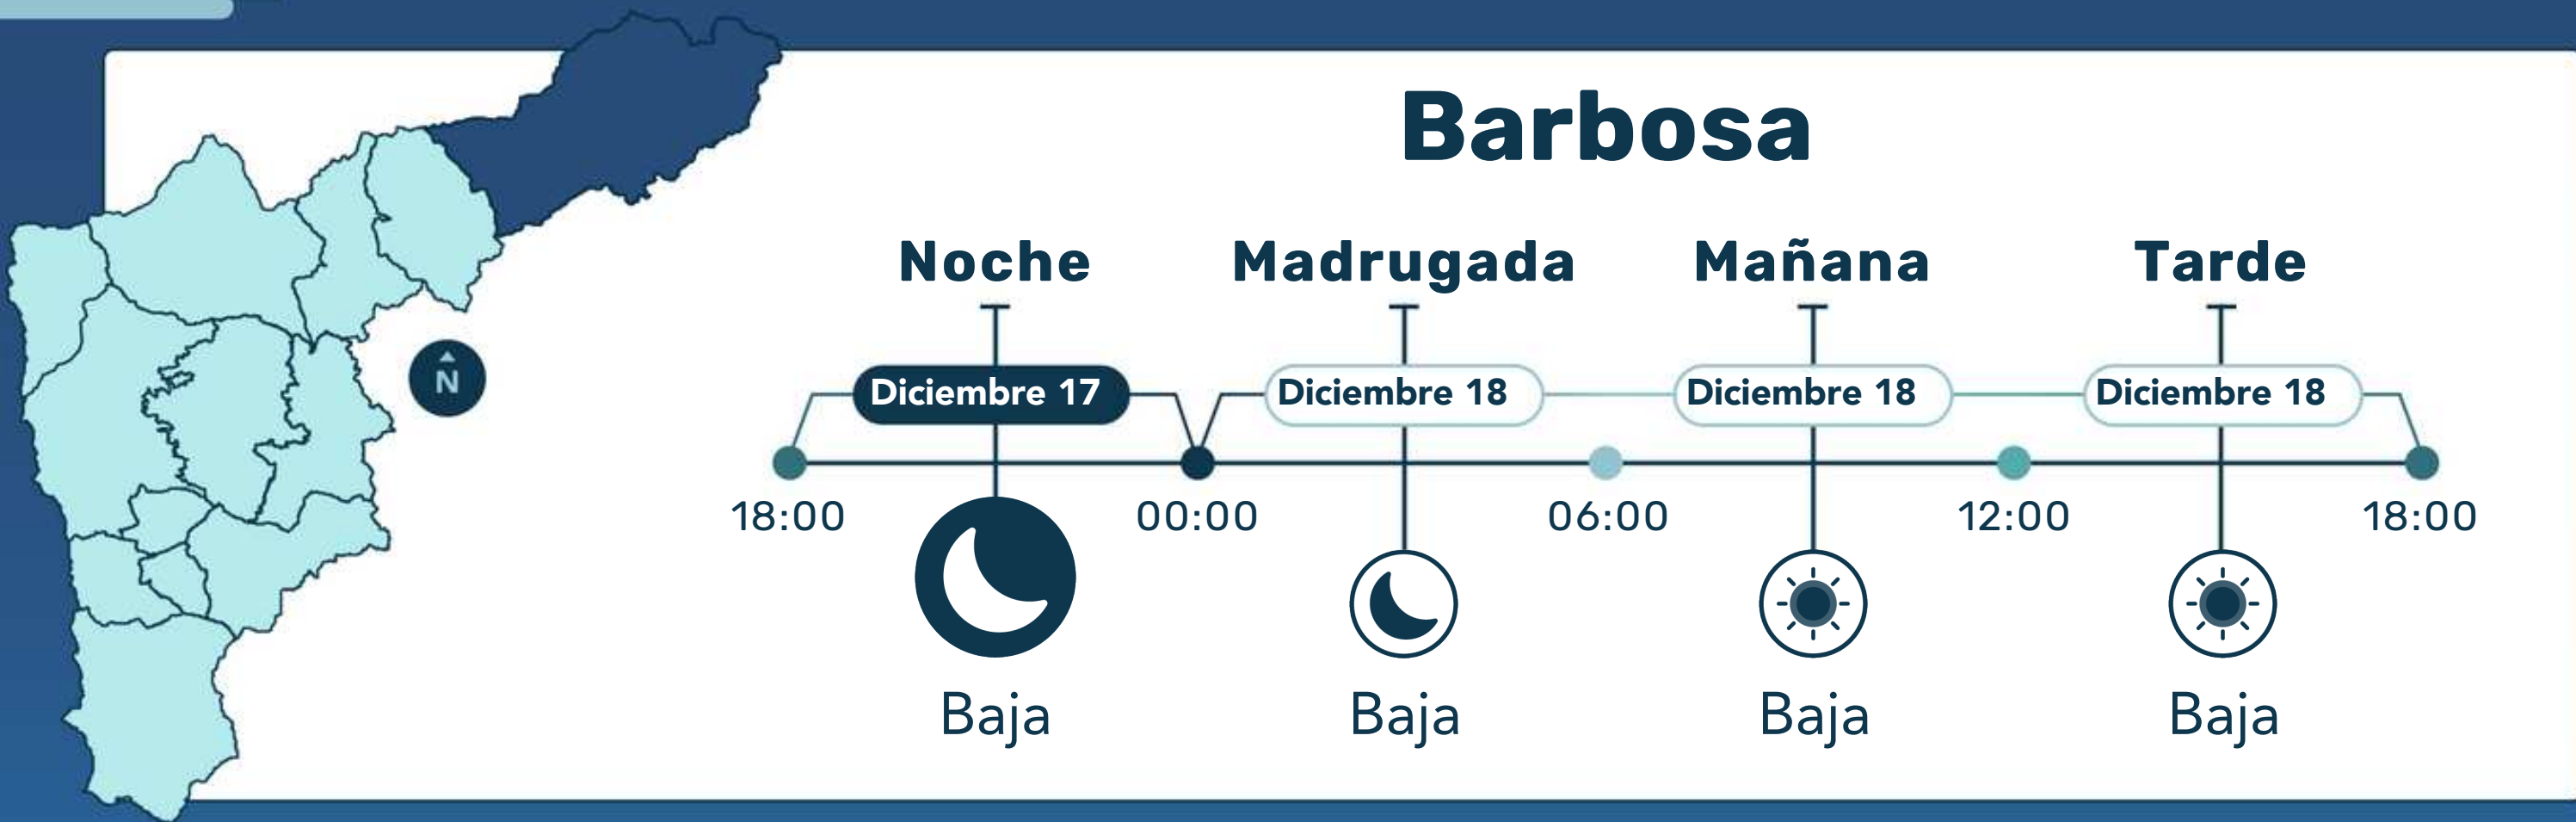 Barbosa
Noche Madrugada Mañana Tarde
Diciembre 17 Diciembre 18 Diciembre 18 Diciembre 18
N
18:00 00:00 06:00 12:00 18:00
Baja Baja Baja Baja